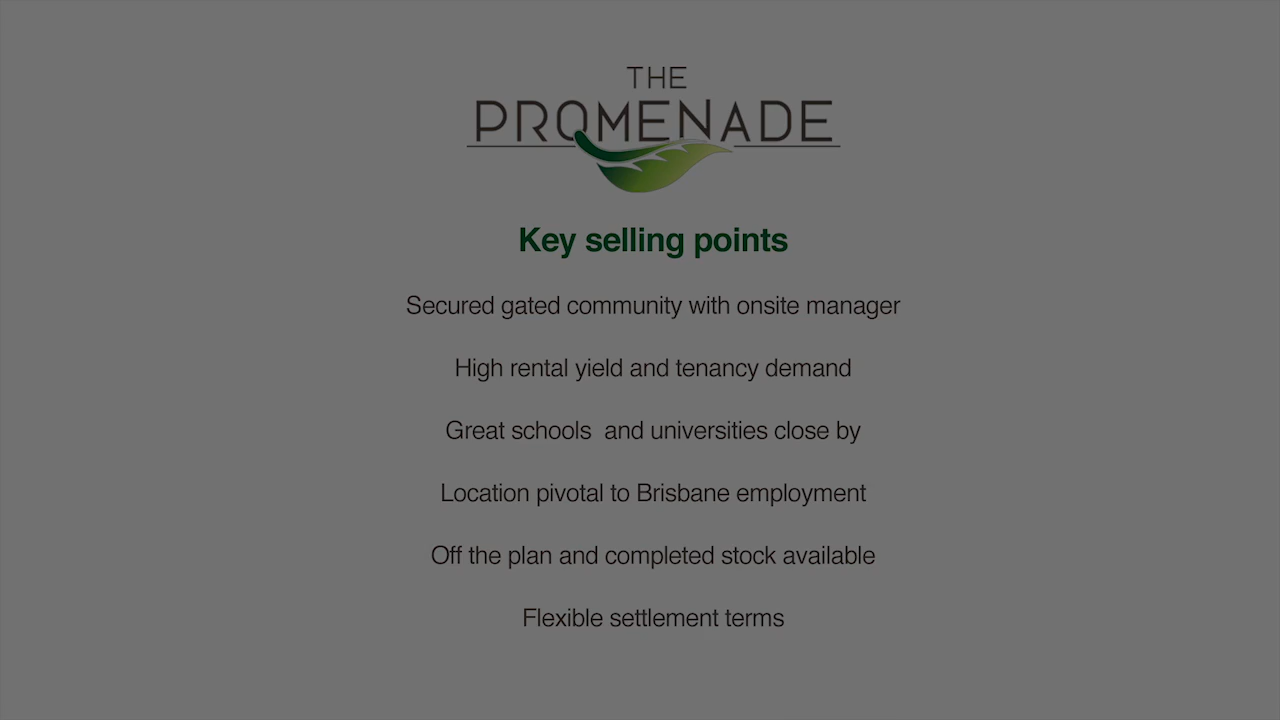 THE
PROMENADE
Key selling points
Secured gated community with onsite manager
High rental yield and tenancy demand
Great schools  and universities close by
Location pivotal to Brisbane employment
Off the plan and completed stock available
Flexible settlement terms